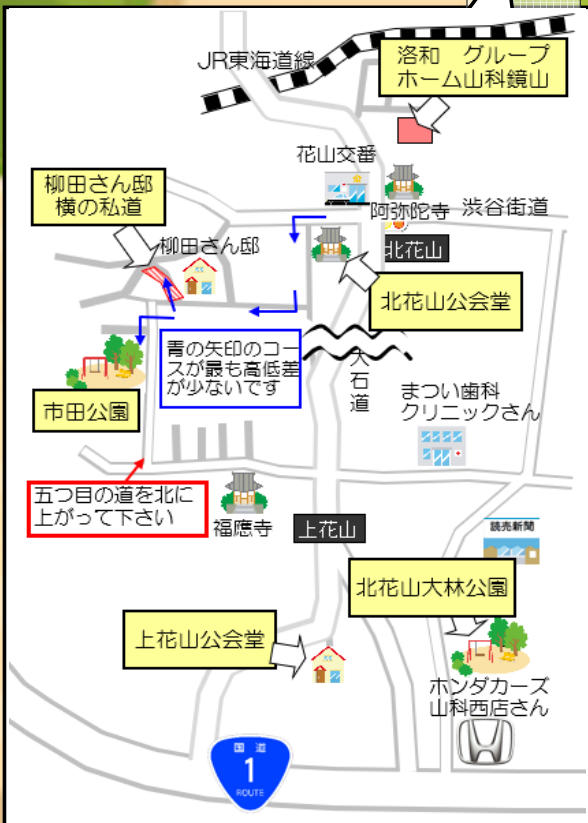 JR東海道線
洛和　グループ
ホーム山科鏡山
花山交番
柳田さん邸
横の私道
阿弥陀寺
渋谷街道
柳田さん邸
北花山
北花山公会堂
青の矢印のコー
スが最も高低差
が少ないです
大石道
まつい歯科
クリニックさん
市田公園
五つ目の道を北に
上がって下さい
福應寺
上花山
読売新聞
北花山大林公園
上花山公会堂
ホンダカーズ
山科西店さん
国道
1
ROUTE